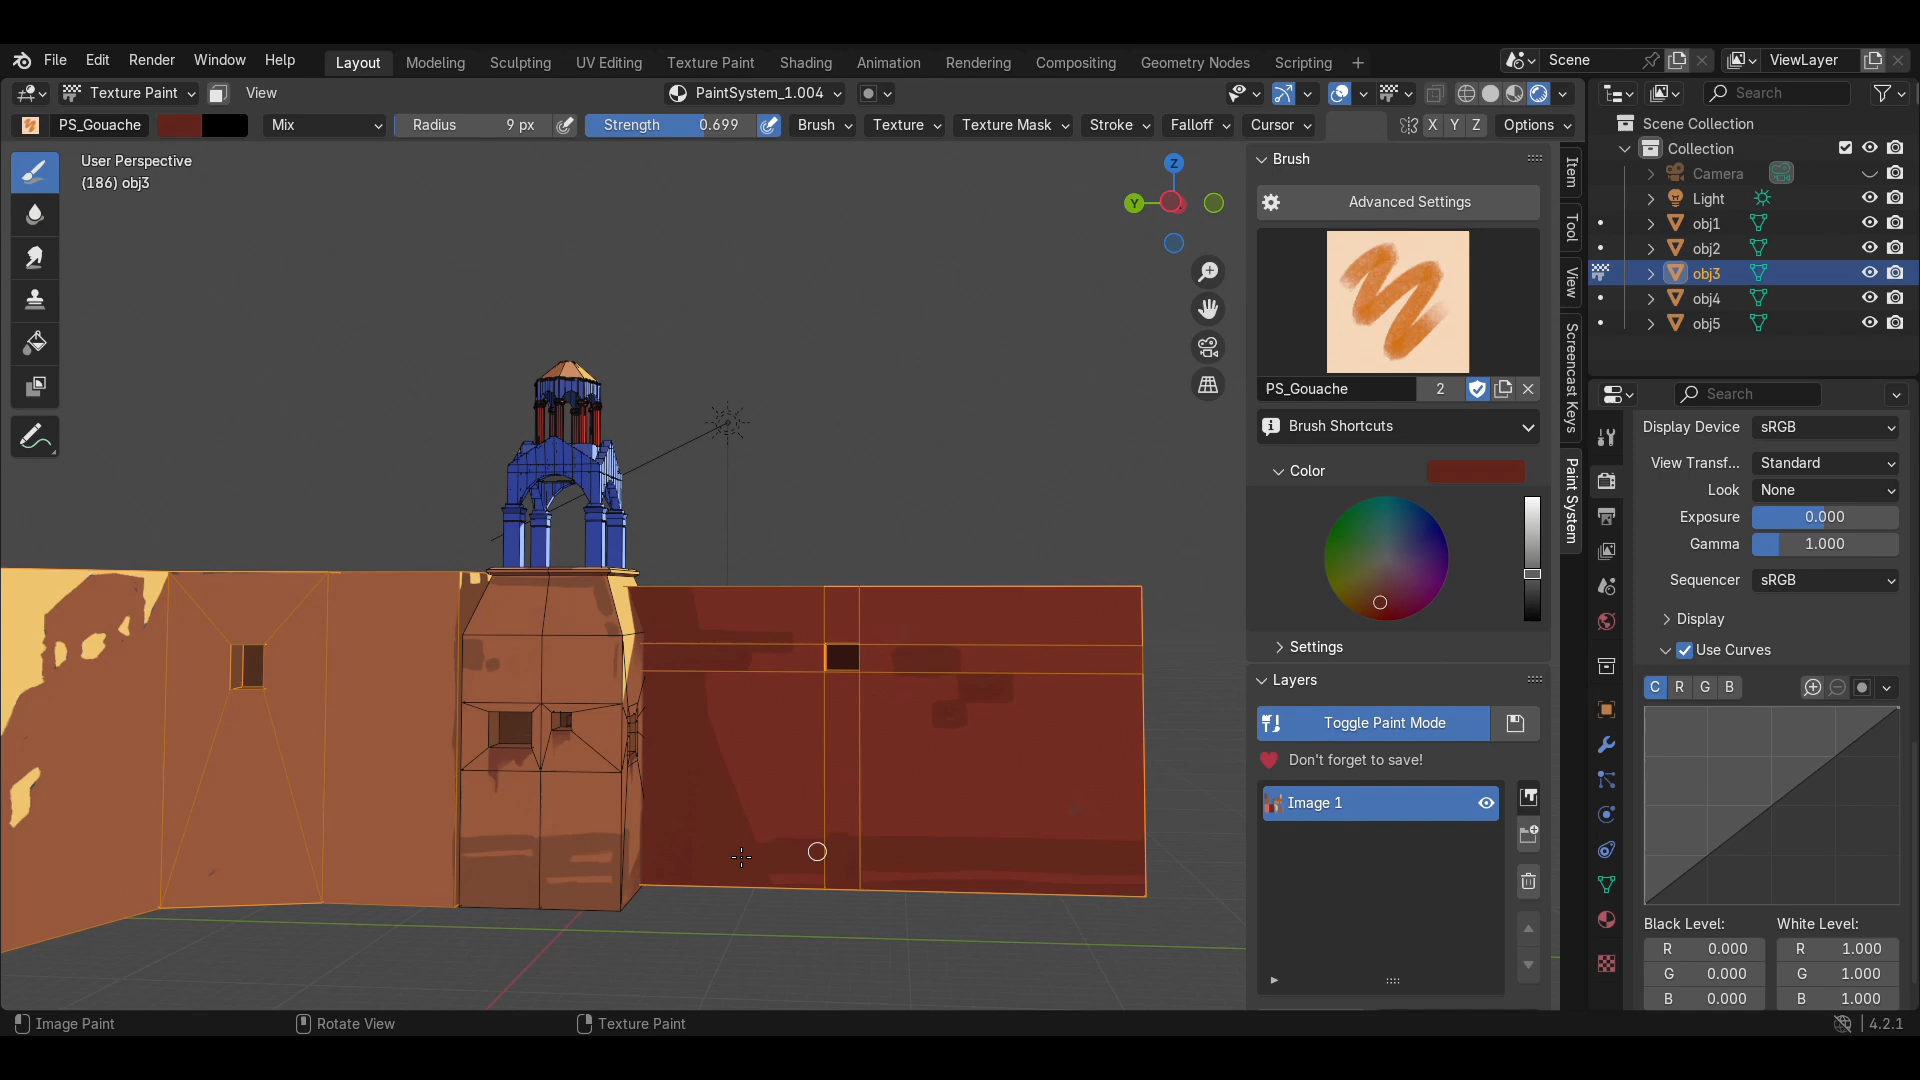 File Edit Render Window Help Layout Modeling Sculpting UV Editing Texture Paint Shading Animation Rendering Compositing Geometry Nodes Scripting + Scene ViewLayer
Texture Paint View PaintSystem_1.004 Search
PS_Gouache Mix Radius 9 px Strength 0.699 Brush Texture Texture Mask Stroke Falloff Cursor X Y Z Options
User Perspective
(186) obj3
Z
Y
Brush
Advanced Settings
PS_Gouache 2
Brush Shortcuts
Color
Settings
Layers
Toggle Paint Mode
Don't forget to save!
Image 1
Item
Tool
View
Screencast Keys
Paint System
Scene Collection
Collection
Camera
Light
obj1
obj2
obj3
obj4
obj5
Search
Display Device sRGB
View Transf... Standard
Look None
Exposure 0.000
Gamma 1.000
Sequencer sRGB
Display
Use Curves
C R G B
Black Level: White Level:
R 0.000 R 1.000
G 0.000 G 1.000
B 0.000 B 1.000
Image Paint Rotate View Texture Paint 4.2.1